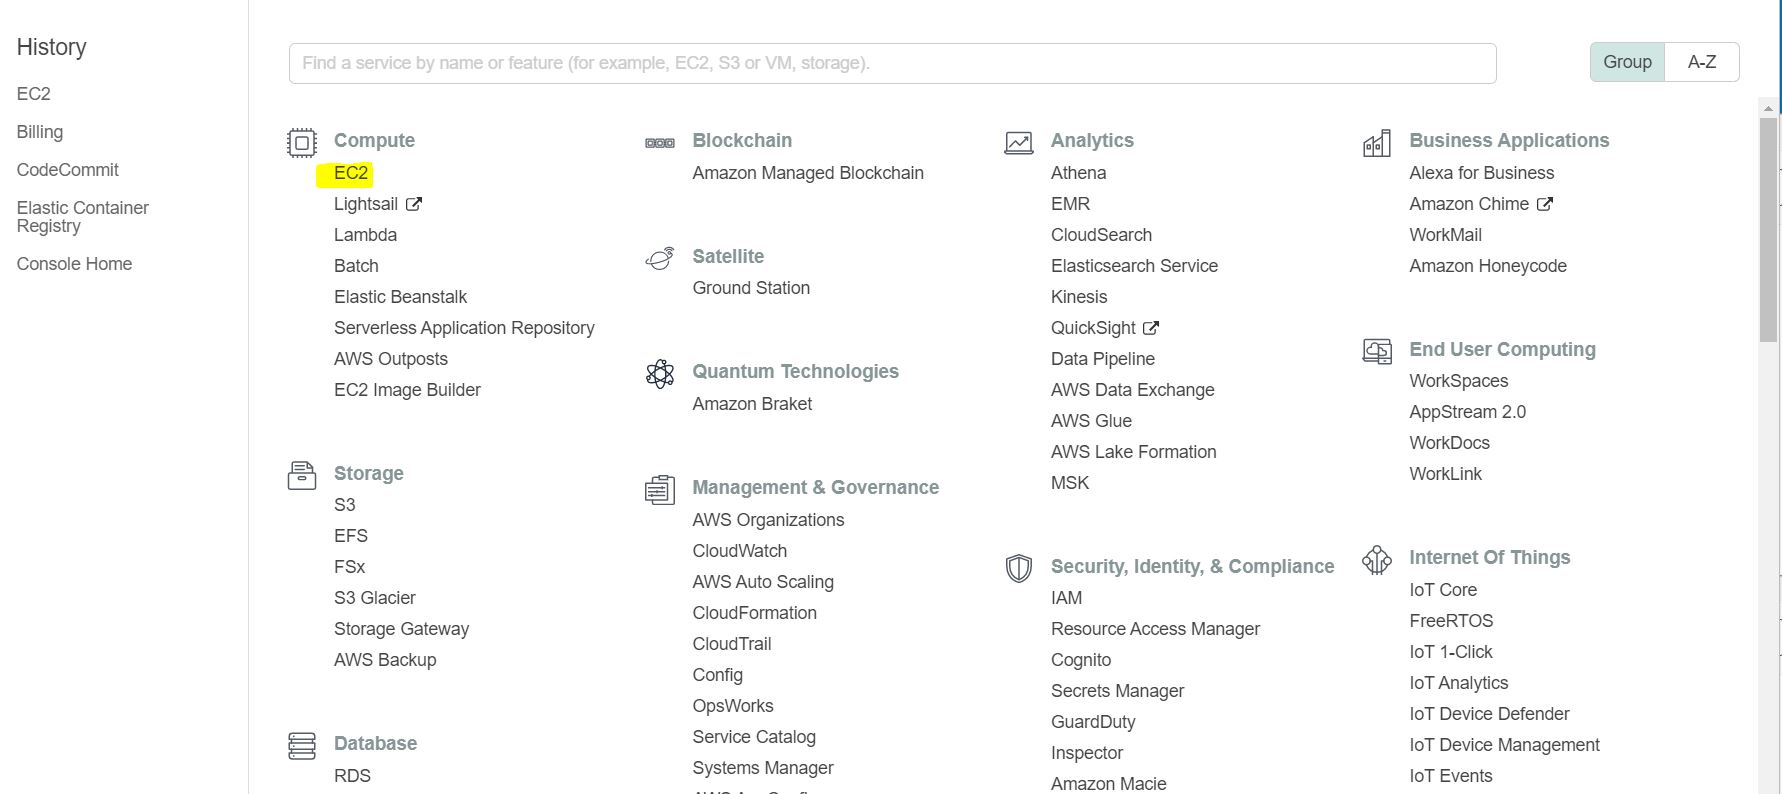 History
EC2
Billing
CodeCommit
Elastic Container
Registry
Console Home
Find a service by name or feature (for example, EC2, S3 or VM, storage).
Group
A-Z
Compute
EC2
Lightsail
Lambda
Batch
Elastic Beanstalk
Serverless Application Repository
AWS Outposts
EC2 Image Builder
Storage
S3
EFS
FSx
S3 Glacier
Storage Gateway
AWS Backup
Database
RDS
Blockchain
Amazon Managed Blockchain
Satellite
Ground Station
Quantum Technologies
Amazon Braket
Management & Governance
AWS Organizations
CloudWatch
AWS Auto Scaling
CloudFormation
CloudTrail
Config
OpsWorks
Service Catalog
Systems Manager
Analytics
Athena
EMR
CloudSearch
Elasticsearch Service
Kinesis
QuickSight
Data Pipeline
AWS Data Exchange
AWS Glue
AWS Lake Formation
MSK
Security, Identity, & Compliance
IAM
Resource Access Manager
Cognito
Secrets Manager
GuardDuty
Inspector
Amazon Macie
Business Applications
Alexa for Business
Amazon Chime
WorkMail
Amazon Honeycode
End User Computing
WorkSpaces
AppStream 2.0
WorkDocs
WorkLink
Internet Of Things
IoT Core
FreeRTOS
IoT 1-Click
IoT Analytics
IoT Device Defender
IoT Device Management
IoT Events